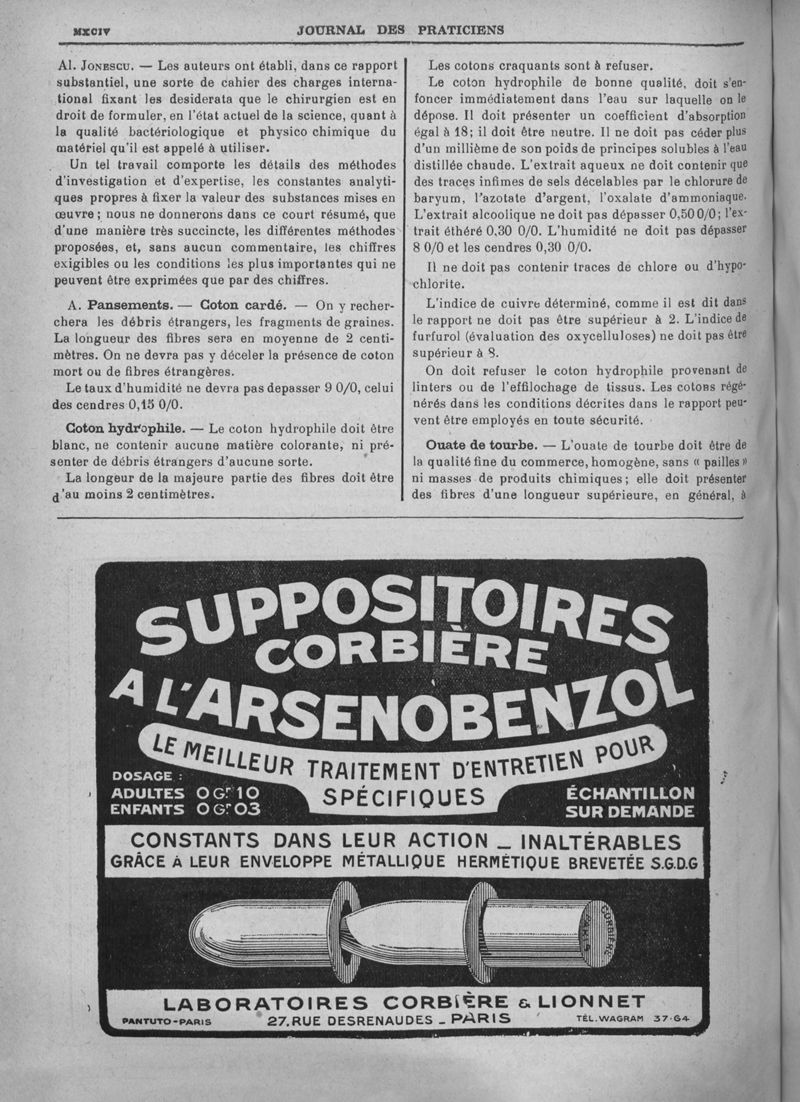 MXCIV
JOURNAL DES PRATICIENS
Al. JONESCU. — Les auteurs ont établi, dans ce rapport
substantiel, une sorte de cahier des charges interna-
tional fixant les desiderata que le chirurgien est en
droit de formuler, en l'état actuel de la science, quant à
la qualité bactériologique et physico chimique du
matériel qu'il est appelé à utiliser.
Un tel travail comporte les détails des méthodes
d'investigation et d'expertise, les constantes analyti-
ques propres à fixer la valeur des substances mises en
œuvre ; nous ne donnerons dans ce court résumé, que
d'une manière très succincte, les différentes méthodes
proposées, et, sans aucun commentaire, les chiffres
exigibles ou les conditions les plus importantes qui ne
peuvent être exprimées que par des chiffres.
A. Pansements. — Coton cardé. — On y recher-
chera les débris étrangers, les fragments de graines.
La longueur des fibres sera en moyenne de 2 centi-
mètres. On ne devra pas y déceler la présence de coton
mort ou de fibres étrangères.
Le taux d'humidité ne devra pas depasser 9 0/0, celui
des cendres 0,15 0/0.
Coton hydrophile. — Le coton hydrophile doit être
blanc, ne contenir aucune matière colorante, ni pré-
senter de débris étrangers d'aucune sorte.
La longeur de la majeure partie des fibres doit être
d'au moins 2 centimètres.
Les cotons craquants sont à refuser.
Le coton hydrophile de bonne qualité, doit s'en-
foncer immédiatement dans l'eau sur laquelle on le
dépose. Il doit présenter un coefficient d'absorption
égal à 18; il doit être neutre. Il ne doit pas céder plus
d'un millième de son poids de principes solubles à l'eau
distillée chaude. L'extrait aqueux ne doit contenir que
des traces infimes de sels décelables par le chlorure de
baryum, l'azotate d'argent, l'oxalate d'ammoniaque.
L'extrait alcoolique ne doit pas dépasser 0,50 0/0; l'ex-
trait éthéré 0,30 0/0. L'humidité ne doit pas dépasser
8 0/0 et les cendres 0,30 0/0.
Il ne doit pas contenir traces de chlore ou d'hypo-
chlorite.
L'indice de cuivre déterminé, comme il est dit dans
le rapport ne doit pas être supérieur à 2. L'indice de
furfurol (évaluation des oxycelluloses) ne doit pas être
supérieur à 8.
On doit refuser le coton hydrophile provenant de
linters ou de l'effilochage de tissus. Les cotons régé-
nérés dans les conditions décrites dans le rapport peu-
vent être employés en toute sécurité.
Ouate de tourbe. — L'ouate de tourbe doit être de
la qualité fine du commerce, homogène, sans « pailles »
ni masses de produits chimiques; elle doit présenter
des fibres d'une longueur supérieure, en général, à
SUPPOSITOIRES
CORBIÈRE
A L'ARSENOBENZOL
LE MEILLEUR TRAITEMENT D'ENTRETIEN POUR
SPÉCIFIQUES
DOSAGE :
ADULTES 0 Gr 10
ENFANTS 0 Gr 03
ÉCHANTILLON
SUR DEMANDE
CONSTANTS DANS LEUR ACTION _ INALTÉRABLES
GRÂCE A LEUR ENVELOPPE MÉTALLIQUE HERMÉTIQUE BREVETÉE S.G.D.G
CORBIÈRE
PARIS
LABORATOIRES CORBIÈRE & LIONNET
PANTUTO-PARIS
27, RUE DESRENAUDES _ PARIS
TÉL. WAGRAM 37-64